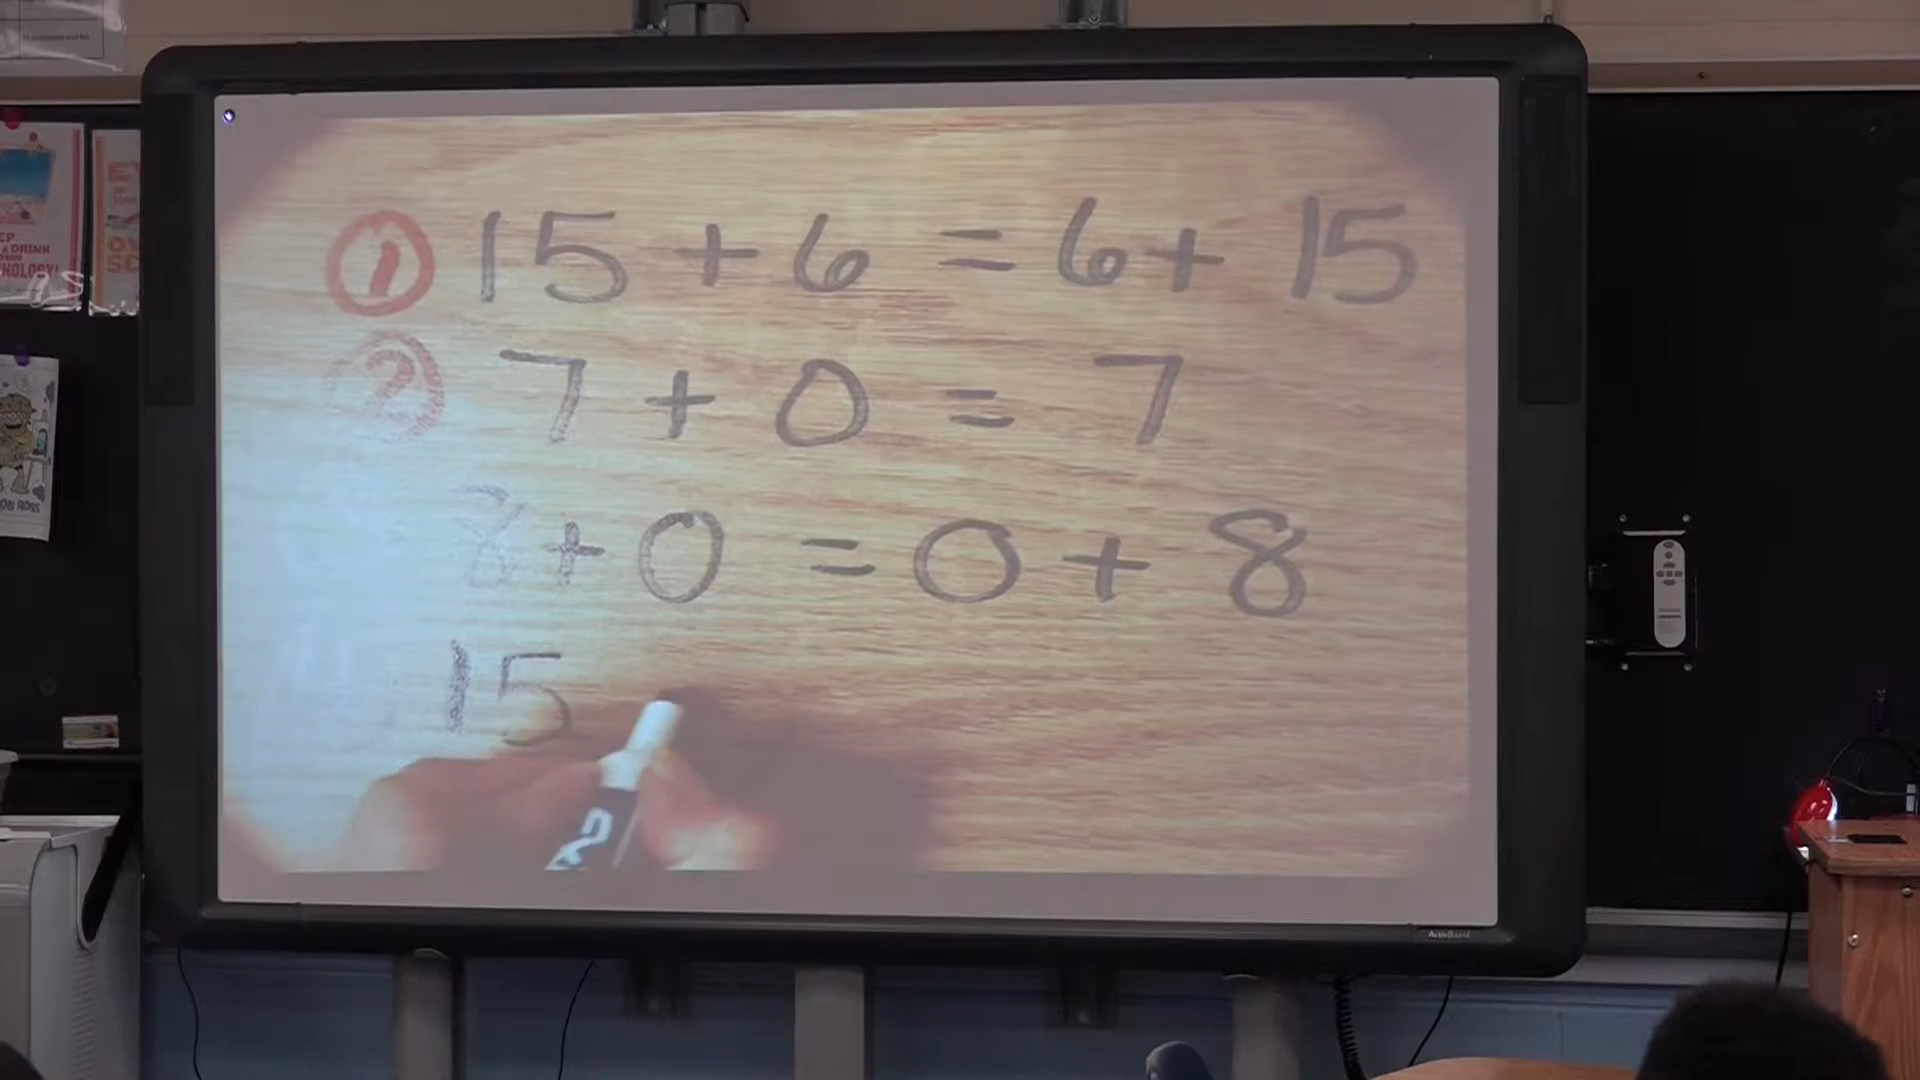 ① 15 + 6 = 6 + 15
② 7 + 0 = 7
8 + 0 = 0 + 8
15